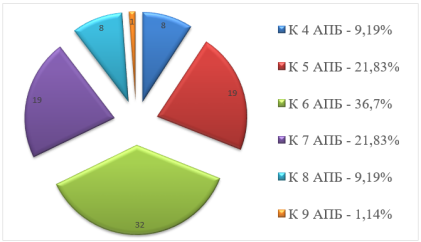 1
8
8
19
19
32
К 4 АПБ - 9,19%
К 5 АПБ - 21,83%
К 6 АПБ - 36,7%
К 7 АПБ - 21,83%
К 8 АПБ - 9,19%
К 9 АПБ - 1,14%